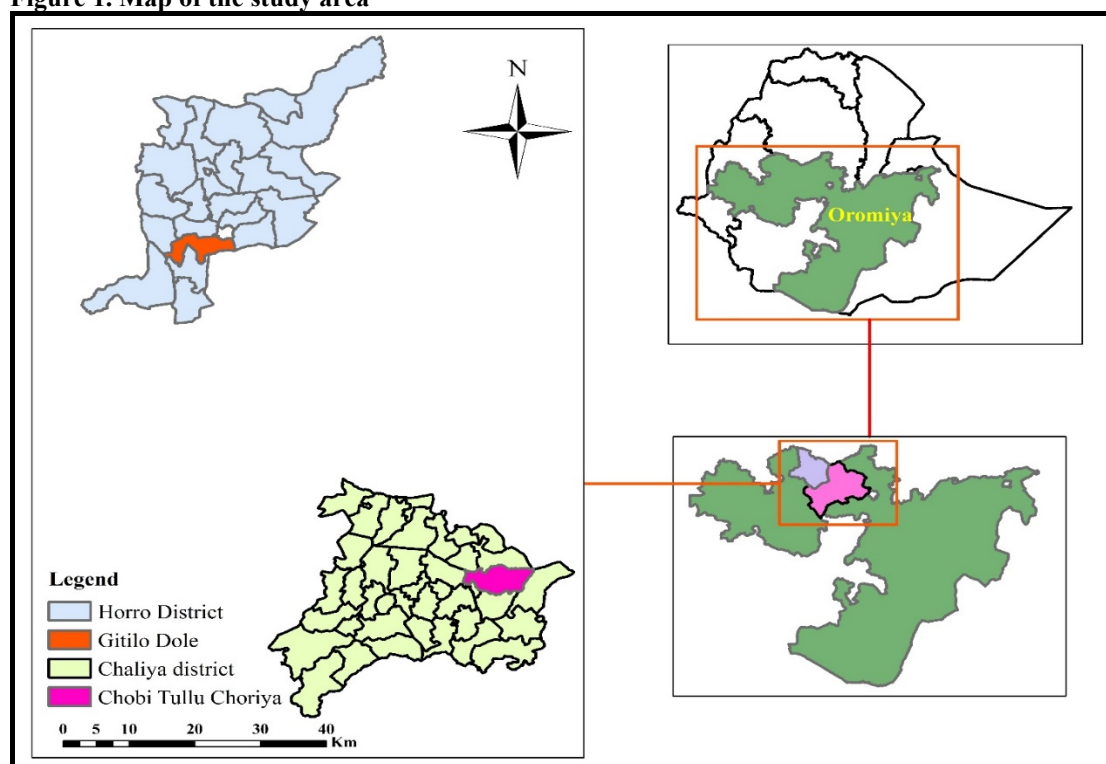 Figure 1. Map of the study area
N
Oromiya
Legend
Horro District
Gitilo Dole
Chaliya district
Chobi Tullu Choriya
0 5 10 20 30 40
Km